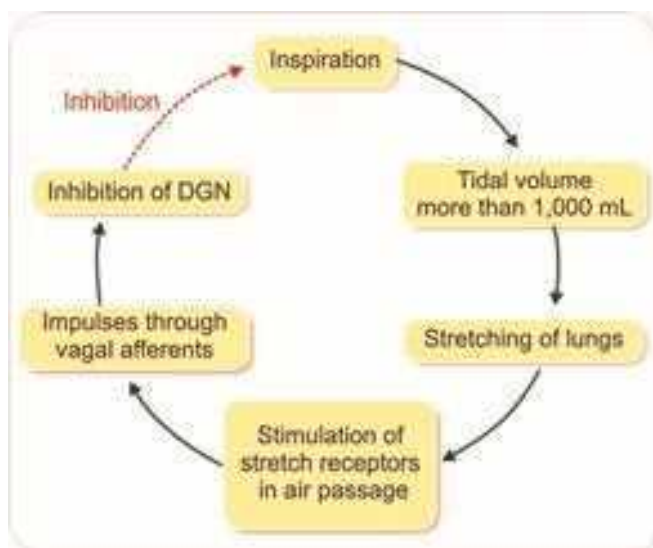 Inspiration
Inhibition
Tidal volume
more than 1,000 mL
Inhibition of DGN
Stretching of lungs
Impulses through
vagal afferents
Stimulation of
stretch receptors
in air passage